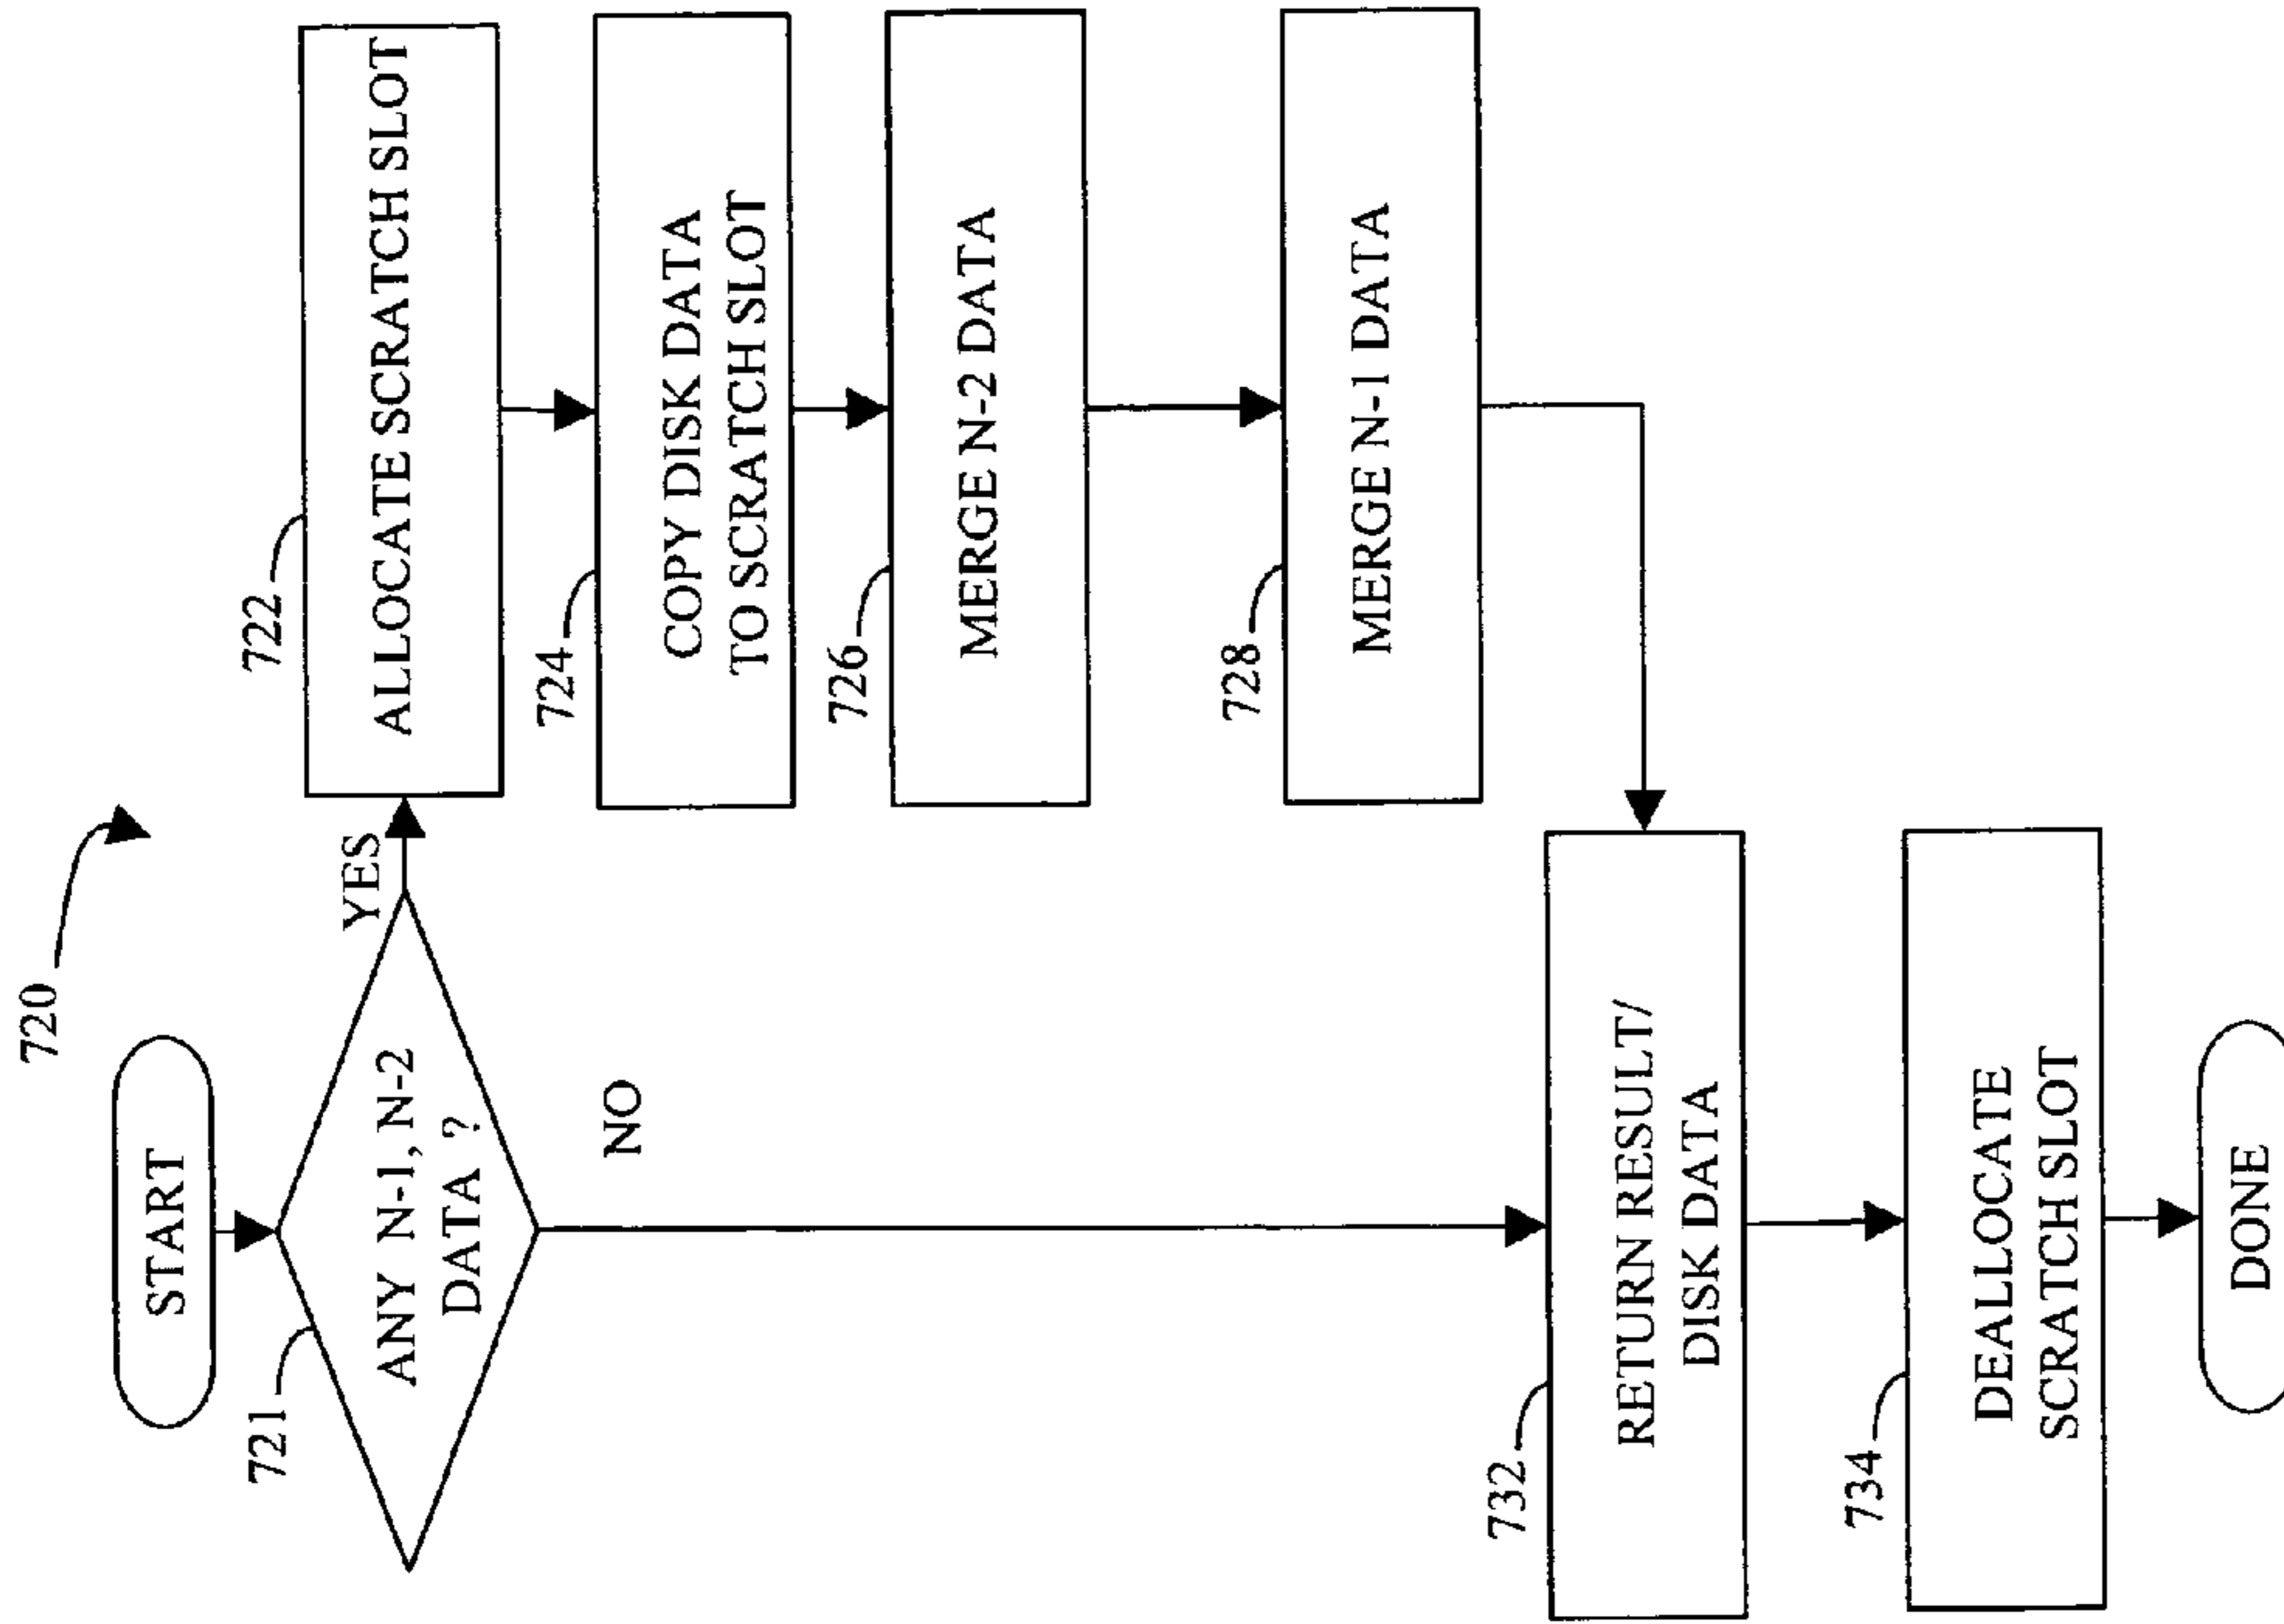 720
START
721
ANY N-1, N-2
DATA ?
YES
NO
722
ALLOCATE SCRATCH SLOT
724
COPY DISK DATA
TO SCRATCH SLOT
726
MERGE N-2 DATA
728
MERGE N-1 DATA
732
RETURN RESULT/
DISK DATA
734
DEALLOCATE
SCRATCH SLOT
DONE